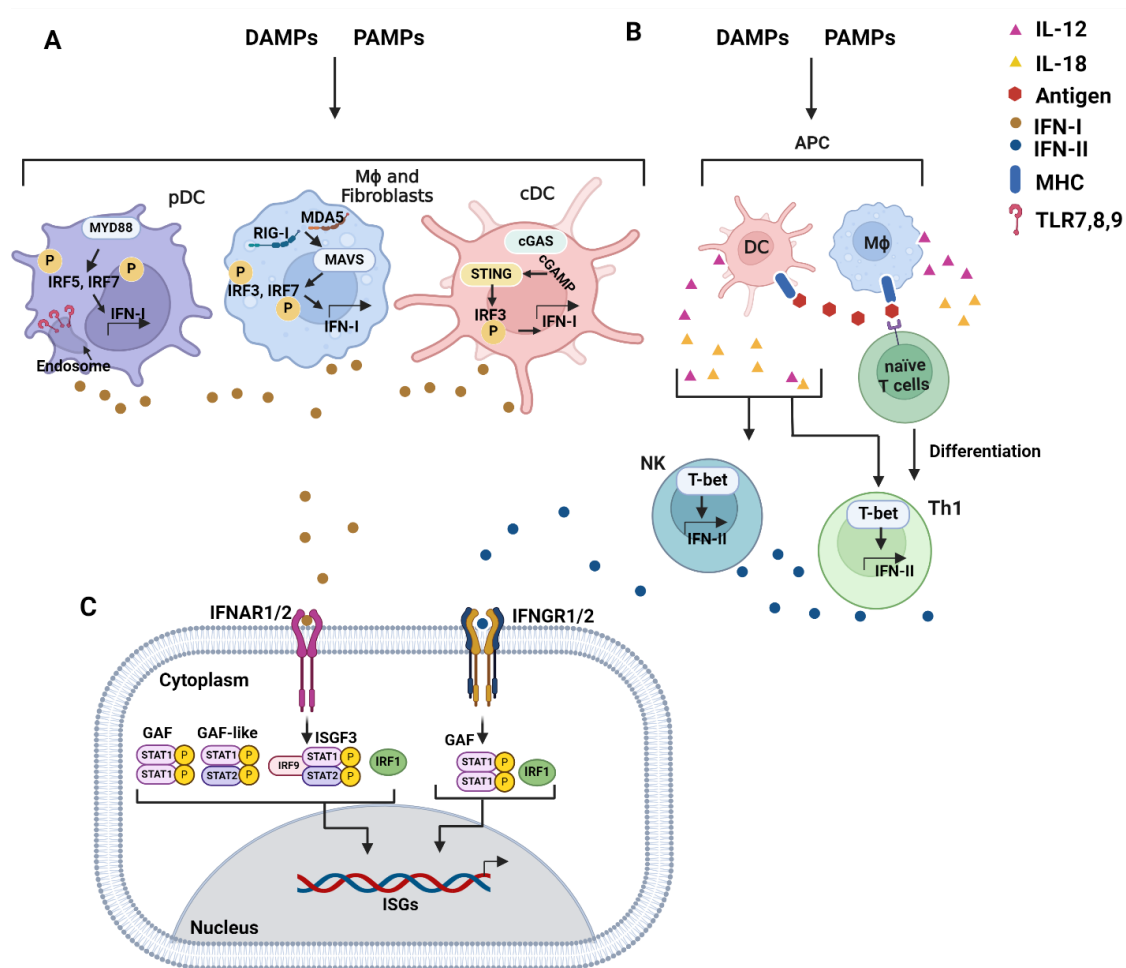 A
DAMPs PAMPs
pDC
MYD88
P
P
IRF5, IRF7
IFN-I
Endosome
Mϕ and
Fibroblasts
MDA5
RIG-I
MAVS
P
IRF3, IRF7
P
IFN-I
cDC
cGAS
STING
cGAMP
IRF3
P
IFN-I
B
DAMPs PAMPs
APC
DC
Mϕ
naïve
T cells
Differentiation
NK
T-bet
IFN-II
Th1
T-bet
IFN-II
IL-12
IL-18
Antigen
IFN-I
IFN-II
MHC
TLR7,8,9
C
IFNAR1/2
IFNGR1/2
Cytoplasm
GAF
STAT1 P
STAT1 P
GAF-like
STAT1 P
STAT2 P
ISGF3
IRF9
STAT1 P
STAT2 P
IRF1
GAF
STAT1 P
STAT1 P
IRF1
ISGs
Nucleus